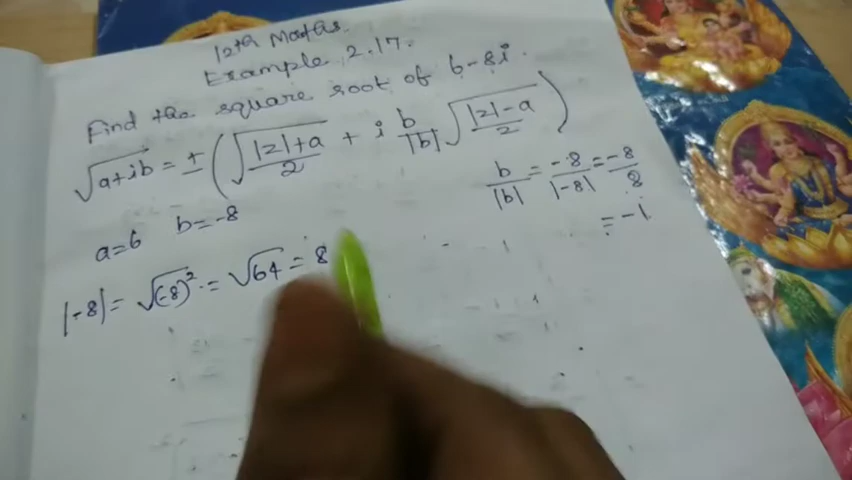 12th Maths.
Example 2.17.
Find the square root of 6-8i.
√a+ib = ± (√|z|+a/2 + i b/|b| √|z|-a/2)
a=6 b=-8
b/|b| = -8/|-8| = -8/8
= -1
|-8| = √(-8)² = √64 = 8